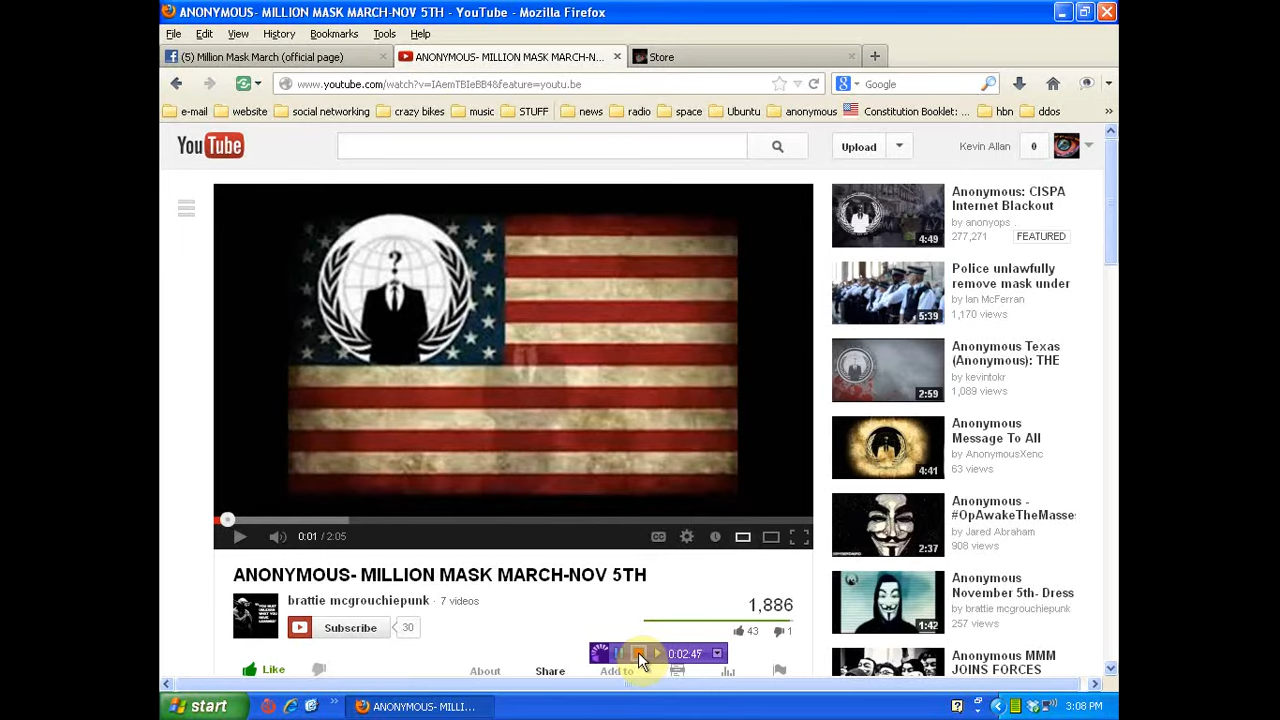 ANONYMOUS- MILLION MASK MARCH-NOV 5TH - YouTube - Mozilla Firefox
File Edit View History Bookmarks Tools Help
(5) Million Mask March (official page)
ANONYMOUS- MILLION MASK MARCH-N...
Store
www.youtube.com/watch?v=IAemTBIeBB4&feature=youtu.be
Google
e-mail website social networking crazy bikes music STUFF news radio space Ubuntu anonymous Constitution Booklet: ... hbn ddos
YouTube
Upload
Kevin Allan
0
?
0:01 / 2:05
CC
ANONYMOUS- MILLION MASK MARCH-NOV 5TH
brattie mcgrouchiepunk · 7 videos
Subscribe
30
1,886
43
1
0:02:47
Like
About
Share
Add to
Anonymous: CISPA
Internet Blackout
by anonyops
277,271
FEATURED
4:49
Police unlawfully
remove mask under
by Ian McFerran
1,170 views
5:39
Anonymous Texas
(Anonymous): THE
by kevintokr
1,089 views
2:59
Anonymous
Message To All
by AnonymousXenc
63 views
4:41
Anonymous -
#OpAwakeTheMasses
by Jared Abraham
908 views
2:37
Anonymous
November 5th- Dress
by brattie mcgrouchiepunk
257 views
1:42
Anonymous MMM
JOINS FORCES
start
ANONYMOUS- MILLI...
3:08 PM